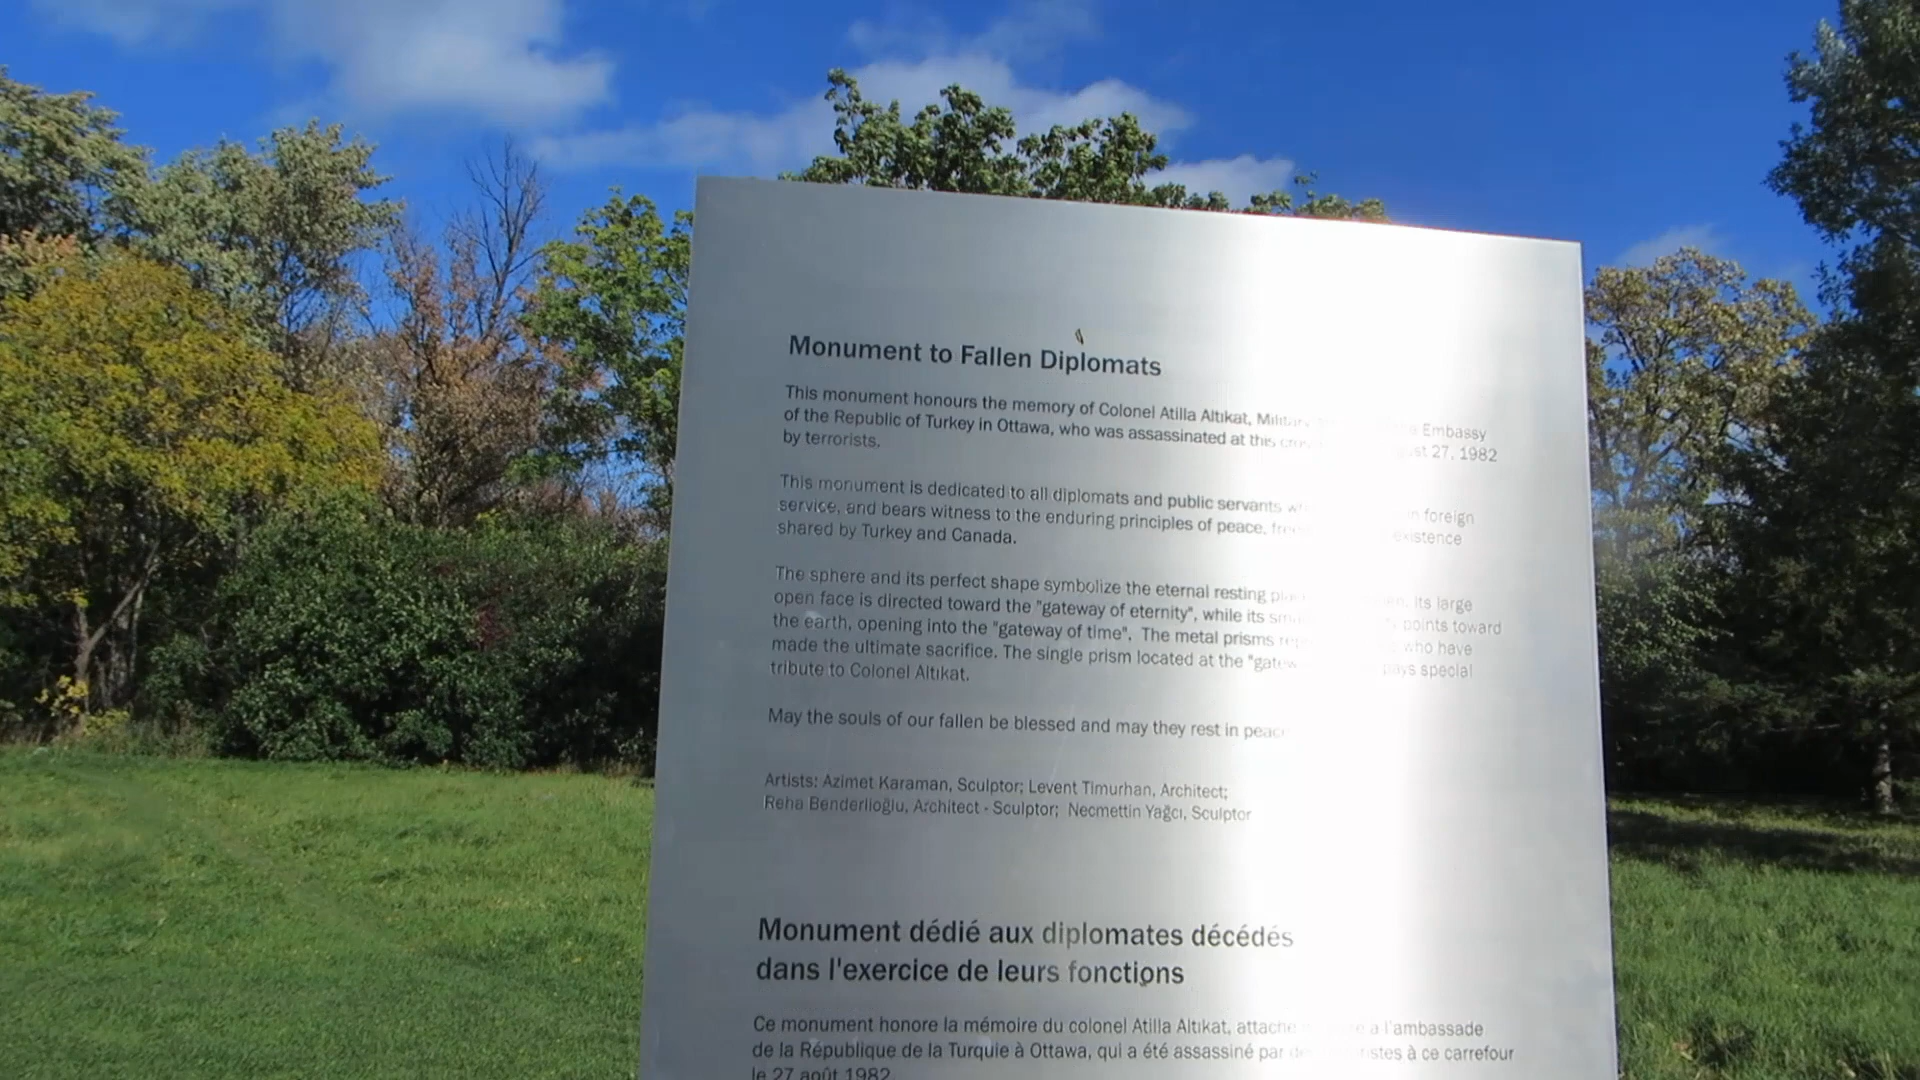 Monument to Fallen Diplomats
This monument honours the memory of Colonel Atilla Altıkat, Military Embassy
of the Republic of Turkey in Ottawa, who was assassinated at this 27, 1982
by terrorists.
This monument is dedicated to all diplomats and public servants in foreign
service, and bears witness to the enduring principles of peace, existence
shared by Turkey and Canada.
The sphere and its perfect shape symbolize the eternal resting Its large
open face is directed toward the "gateway of eternity", while its points toward
the earth, opening into the "gateway of time". The metal prisms who have
made the ultimate sacrifice. The single prism located at the pays special
tribute to Colonel Altıkat.
May the souls of our fallen be blessed and may they rest in peace
Artists: Azimet Karaman, Sculptor; Levent Timurhan, Architect;
Reha Benderlioğlu, Architect - Sculptor; Necmettin Yağcı, Sculptor
Monument dédié aux diplomates décédés
dans l'exercice de leurs fonctions
Ce monument honore la mémoire du colonel Atilla Altıkat, attaché à l'ambassade
de la République de la Turquie à Ottawa, qui a été assassiné par à ce carrefour
le 27 août 1982.